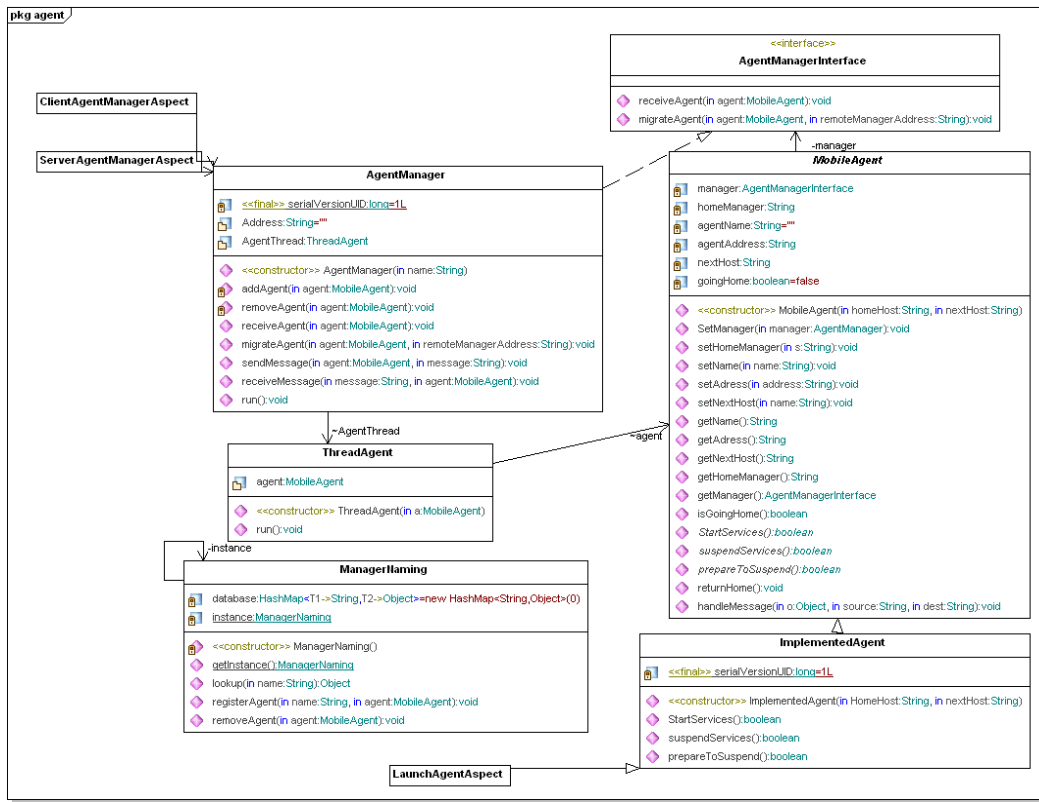 pkg agent
<<interface>>
AgentManagerInterface
receiveAgent(in agent:MobileAgent):void
migrateAgent(in agent:MobileAgent, in remoteManagerAddress:String):void
ClientAgentManagerAspect
ServerAgentManagerAspect
-manager
AgentManager
<<final>> serialVersionUID:long=1L
Address:String=""
AgentThread:ThreadAgent
<<constructor>> AgentManager(in name:String)
addAgent(in agent:MobileAgent):void
removeAgent(in agent:MobileAgent):void
receiveAgent(in agent:MobileAgent):void
migrateAgent(in agent:MobileAgent, in remoteManagerAddress:String):void
sendMessage(in agent:MobileAgent, in message:String):void
receiveMessage(in message:String, in agent:MobileAgent):void
run():void
MobileAgent
manager:AgentManagerInterface
homeManager:String
agentName:String=""
agentAddress:String
nextHost:String
goingHome:boolean=false
<<constructor>> MobileAgent(in homeHost:String, in nextHost:String)
SetManager(in manager:AgentManager):void
setHomeManager(in s:String):void
setName(in name:String):void
setAdress(in address:String):void
setNextHost(in name:String):void
getName():String
getAdress():String
getNextHost():String
getHomeManager():String
getManager():AgentManagerInterface
isGoingHome():boolean
StartServices():boolean
suspendServices():boolean
prepareToSuspend():boolean
returnHome():void
handleMessage(in o:Object, in source:String, in dest:String):void
~AgentThread
~agent
ThreadAgent
agent:MobileAgent
<<constructor>> ThreadAgent(in a:MobileAgent)
run():void
-instance
ManagerNaming
database:HashMap<T1->String,T2->Object>=new HashMap<String,Object>(0)
instance:ManagerNaming
<<constructor>> ManagerNaming()
getInstance():ManagerNaming
lookup(in name:String):Object
registerAgent(in name:String, in agent:MobileAgent):void
removeAgent(in agent:MobileAgent):void
ImplementedAgent
<<final>> serialVersionUID:long=1L
<<constructor>> ImplementedAgent(in HomeHost:String, in nextHost:String)
StartServices():boolean
suspendServices():boolean
prepareToSuspend():boolean
LaunchAgentAspect